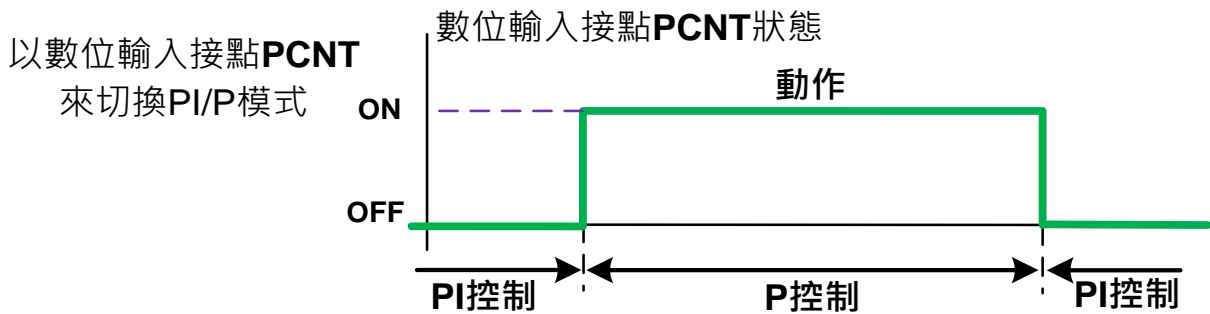 以數位輸入接點PCNT
來切換PI/P模式
數位輸入接點PCNT狀態
動作
ON
OFF
PI控制
P控制
PI控制